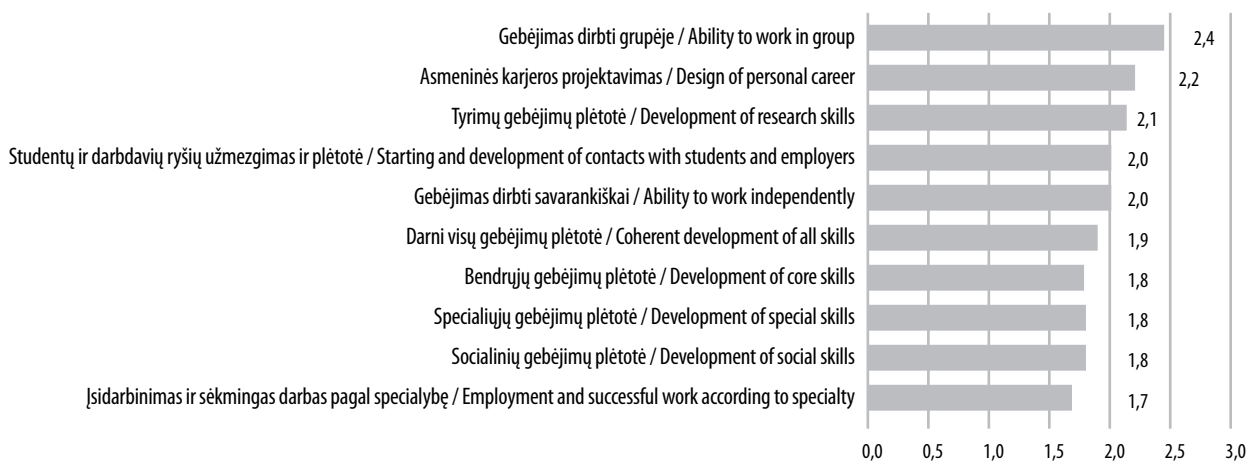 Gebėjimas dirbti grupėje / Ability to work in group 2,4
Asmeninės karjeros projektavimas / Design of personal career 2,2
Tyrimų gebėjimų plėtotė / Development of research skills 2,1
Studentų ir darbdavių ryšių užmezgimas ir plėtotė / Starting and development of contacts with students and employers 2,0
Gebėjimas dirbti savarankiškai / Ability to work independently 2,0
Darni visų gebėjimų plėtotė / Coherent development of all skills 1,9
Bendrųjų gebėjimų plėtotė / Development of core skills 1,8
Specialiųjų gebėjimų plėtotė / Development of special skills 1,8
Socialinių gebėjimų plėtotė / Development of social skills 1,8
Įsidarbinimas ir sėkmingas darbas pagal specialybę / Employment and successful work according to specialty 1,7
0,0 0,5 1,0 1,5 2,0 2,5 3,0